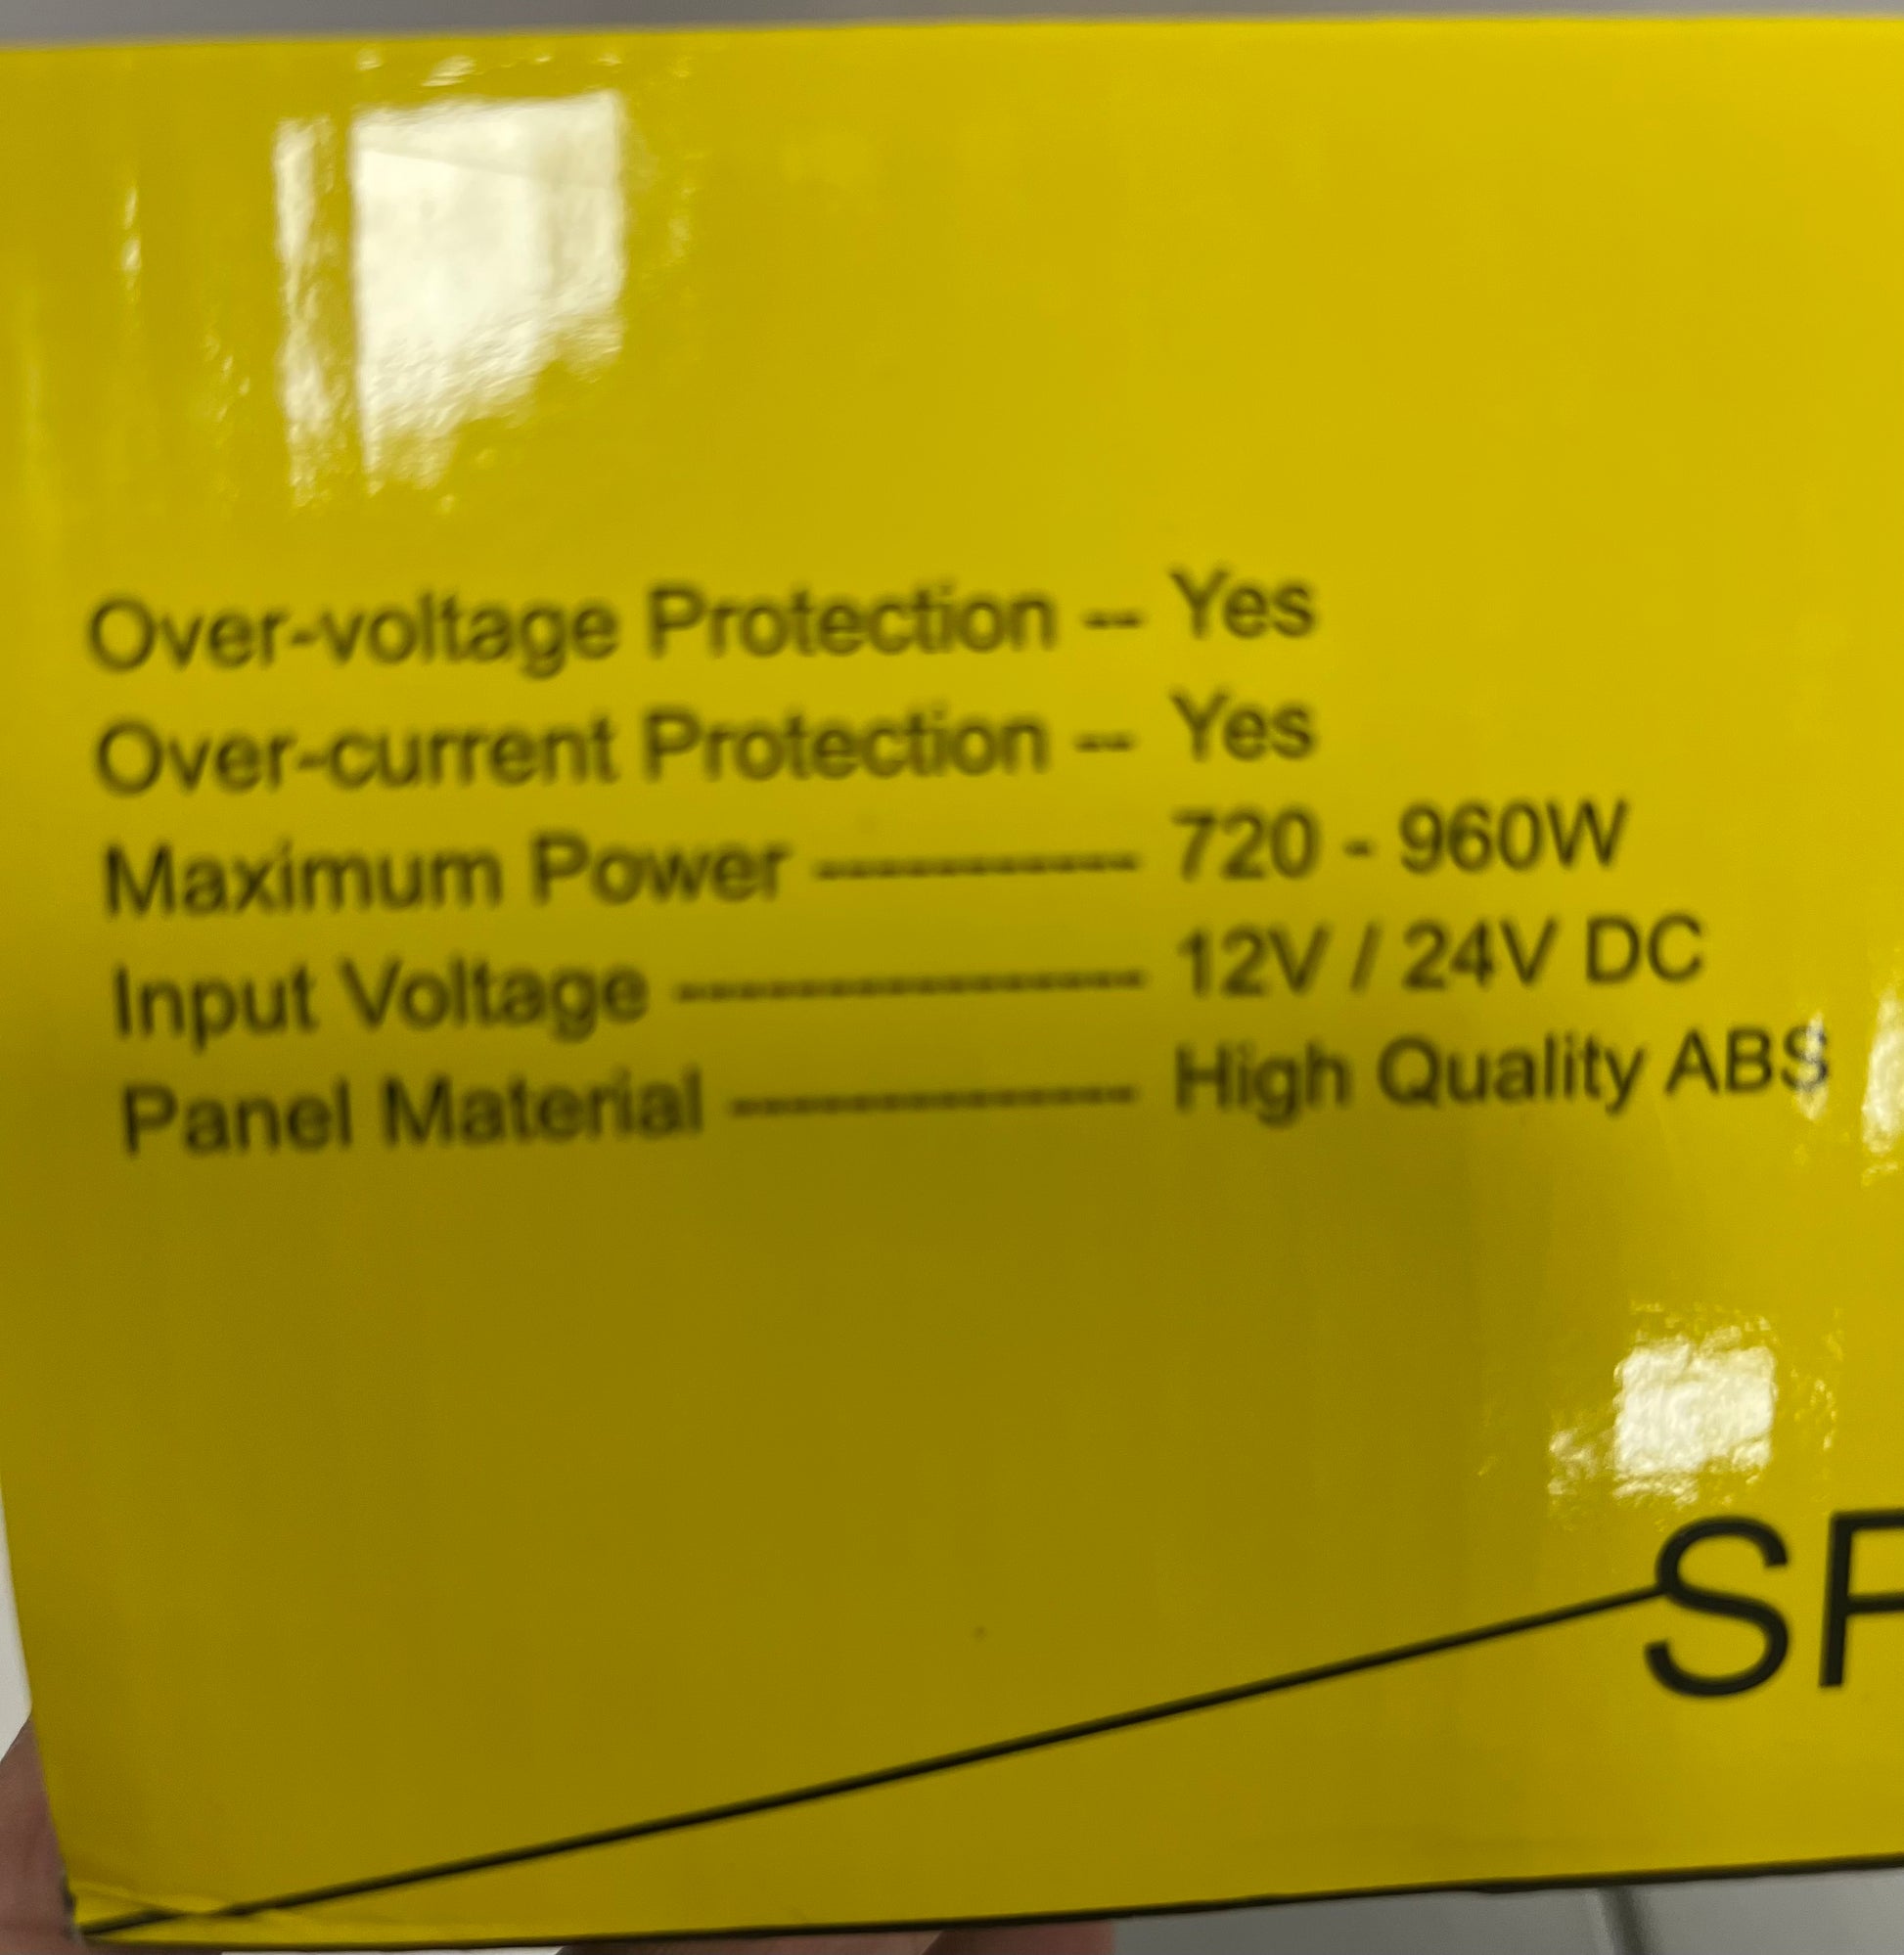 Over-voltage Protection -- Yes
Over-current Protection -- Yes
Maximum Power ----------- 720 - 960W
Input Voltage ---------------- 12V / 24V DC
Panel Material -------------- High Quality ABS